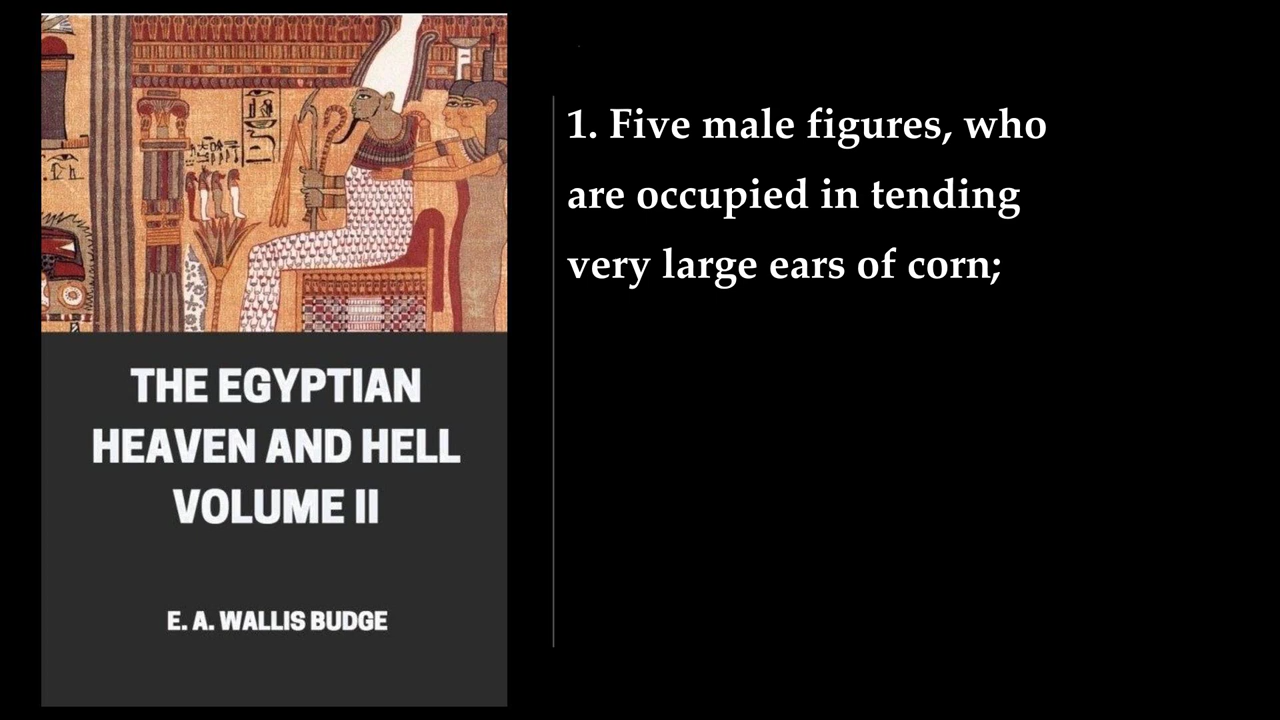 THE EGYPTIAN
HEAVEN AND HELL
VOLUME II
E. A. WALLIS BUDGE
1. Five male figures, who
are occupied in tending
very large ears of corn;